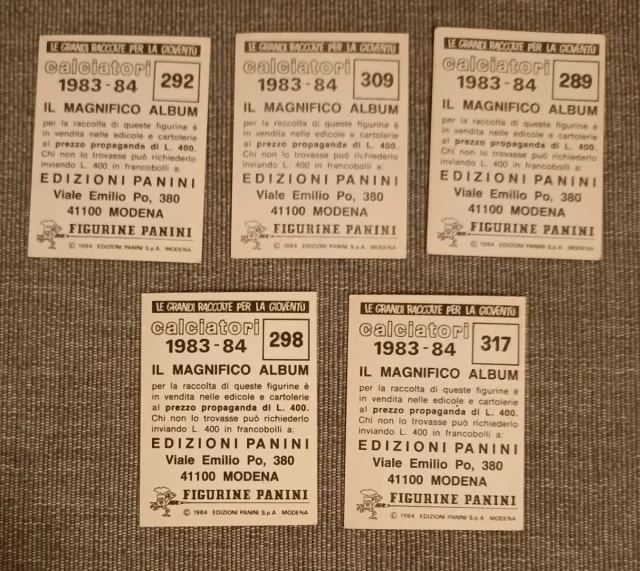 LE GRANDI RACCOLTE PER LA GIOVENTÙ
calciatori
1983-84
292
IL MAGNIFICO ALBUM
per la raccolta di queste figurine è
in vendita nelle edicole e cartolerie
al prezzo propaganda di L. 400.
Chi non lo trovasse può richiederlo
inviando L. 400 in francobolli a:
EDIZIONI PANINI
Viale Emilio Po, 380
41100 MODENA
FIGURINE PANINI
© 1984 EDIZIONI PANINI S.p.A. MODENA
LE GRANDI RACCOLTE PER LA GIOVENTÙ
calciatori
1983-84
309
IL MAGNIFICO ALBUM
per la raccolta di queste figurine è
in vendita nelle edicole e cartolerie
al prezzo propaganda di L. 400.
Chi non lo trovasse può richiederlo
inviando L. 400 in francobolli a:
EDIZIONI PANINI
Viale Emilio Po, 380
41100 MODENA
FIGURINE PANINI
© 1984 EDIZIONI PANINI S.p.A. MODENA
LE GRANDI RACCOLTE PER LA GIOVENTÙ
calciatori
1983-84
289
IL MAGNIFICO ALBUM
per la raccolta di queste figurine è
in vendita nelle edicole e cartolerie
al prezzo propaganda di L. 400.
Chi non lo trovasse può richiederlo
inviando L. 400 in francobolli a:
EDIZIONI PANINI
Viale Emilio Po, 380
41100 MODENA
FIGURINE PANINI
© 1984 EDIZIONI PANINI S.p.A. MODENA
LE GRANDI RACCOLTE PER LA GIOVENTÙ
calciatori
1983-84
298
IL MAGNIFICO ALBUM
per la raccolta di queste figurine è
in vendita nelle edicole e cartolerie
al prezzo propaganda di L. 400.
Chi non lo trovasse può richiederlo
inviando L. 400 in francobolli a:
EDIZIONI PANINI
Viale Emilio Po, 380
41100 MODENA
FIGURINE PANINI
© 1984 EDIZIONI PANINI S.p.A. MODENA
LE GRANDI RACCOLTE PER LA GIOVENTÙ
calciatori
1983-84
317
IL MAGNIFICO ALBUM
per la raccolta di queste figurine è
in vendita nelle edicole e cartolerie
al prezzo propaganda di L. 400.
Chi non lo trovasse può richiederlo
inviando L. 400 in francobolli a:
EDIZIONI PANINI
Viale Emilio Po, 380
41100 MODENA
FIGURINE PANINI
© 1984 EDIZIONI PANINI S.p.A. MODENA